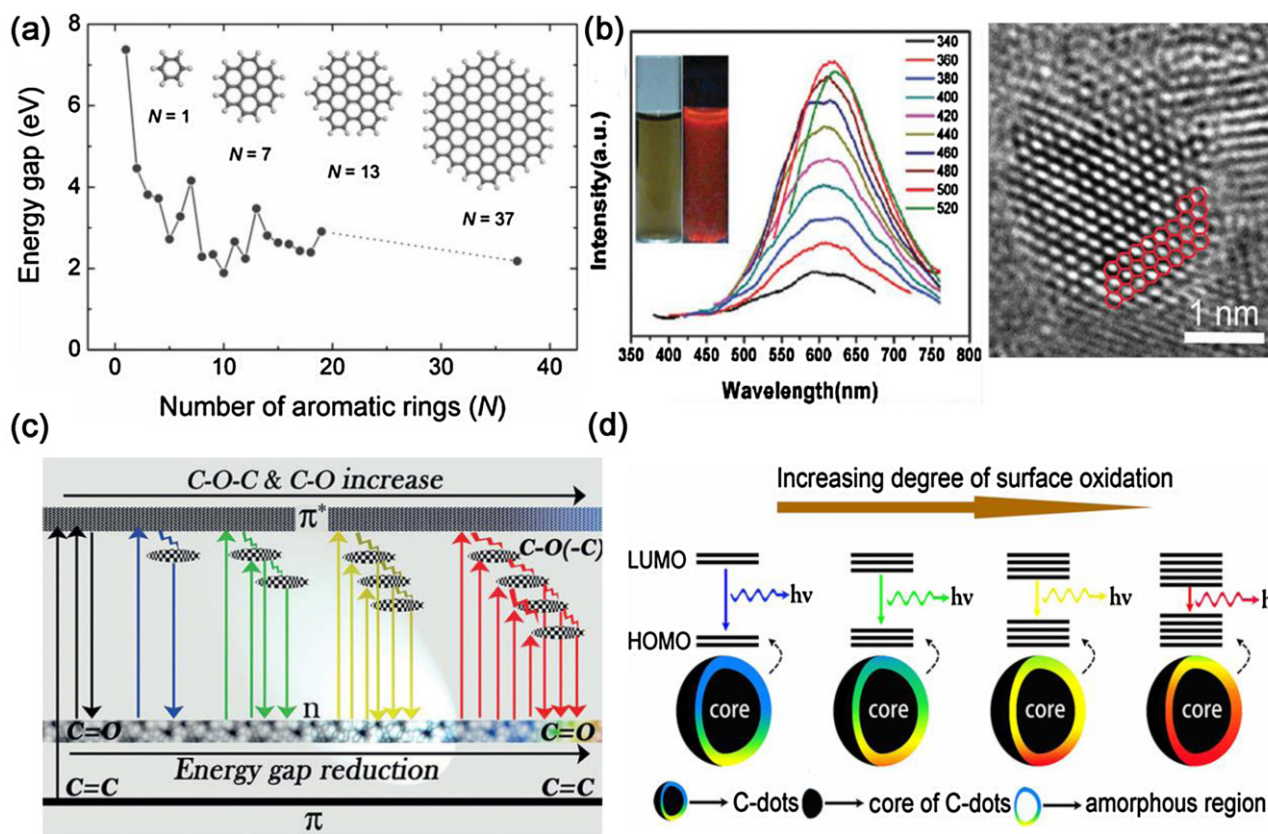 (a)
Energy gap (eV)
8
6
4
2
0
N = 1
N = 7
N = 13
N = 37
0 10 20 30 40
Number of aromatic rings (N)
(b)
Intensity(a.u.)
340
360
380
400
420
440
460
480
500
520
350 400 450 500 550 600 650 700 750 800
Wavelength(nm)
1 nm
(c)
C-O-C & C-O increase
π*
C-O(-C)
n
C=O
C=O
Energy gap reduction
C=C
C=C
π
(d)
Increasing degree of surface oxidation
LUMO
hν
hν
hν
h
HOMO
core
core
core
core
C-dots
core of C-dots
amorphous region